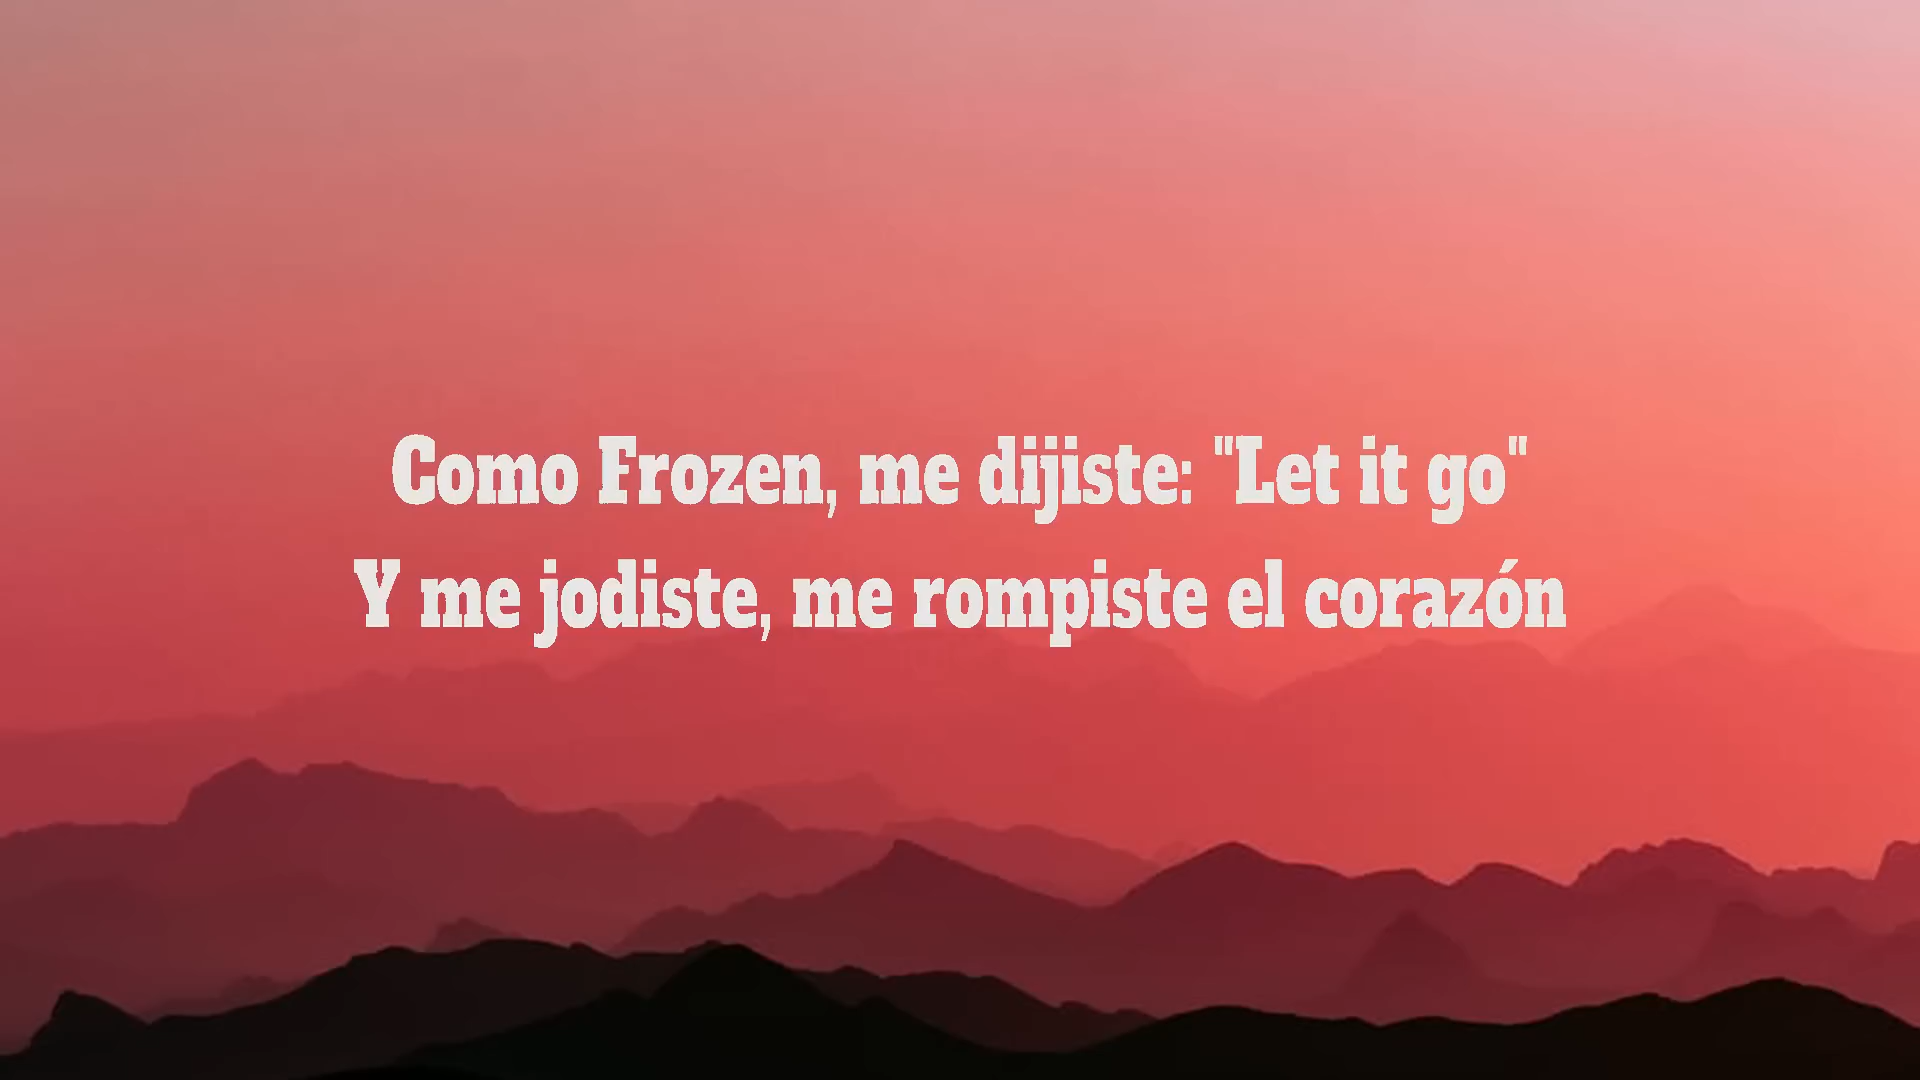 Como Frozen, me dijiste: "Let it go"
Y me jodiste, me rompiste el corazón